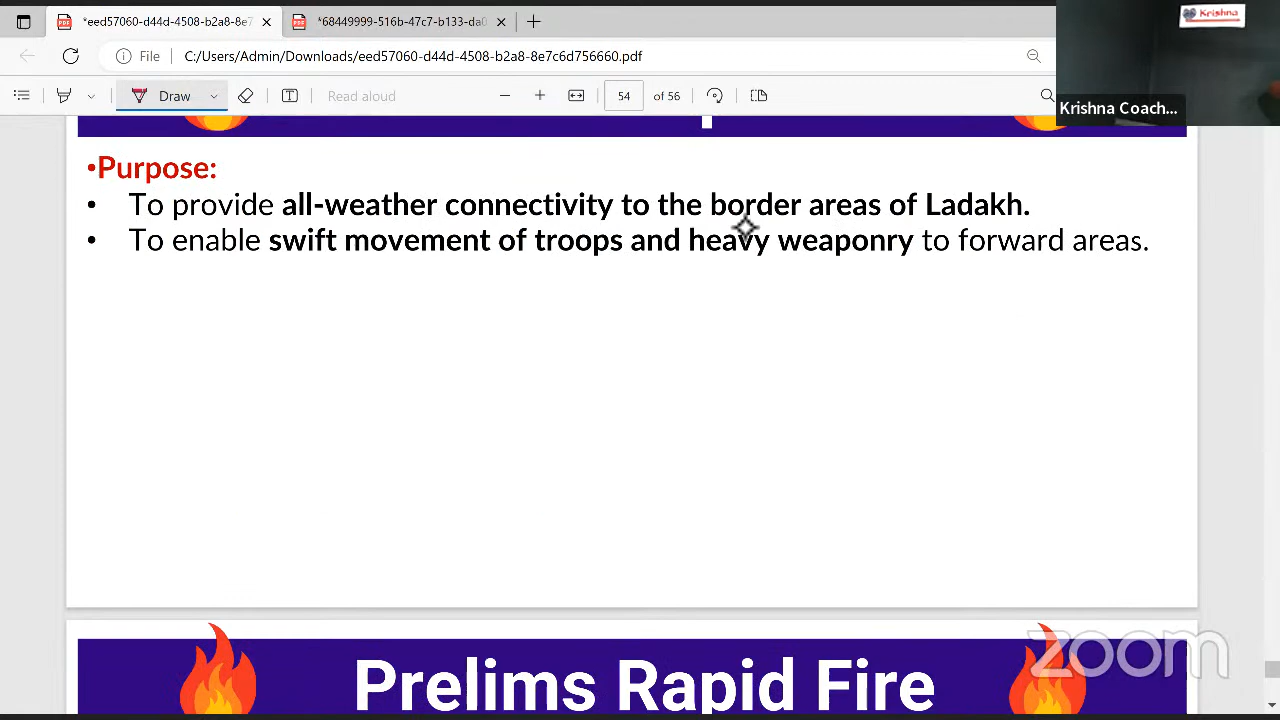 *eed57060-d44d-4508-b2a8-8e7
*68449999-516b-47c7-b133-dd0
Krishna
File
C:/Users/Admin/Downloads/eed57060-d44d-4508-b2a8-8e7c6d756660.pdf
Draw
Read aloud
54 of 56
Krishna Coach...
•Purpose:
• To provide all-weather connectivity to the border areas of Ladakh.
• To enable swift movement of troops and heavy weaponry to forward areas.
zoom
Prelims Rapid Fire